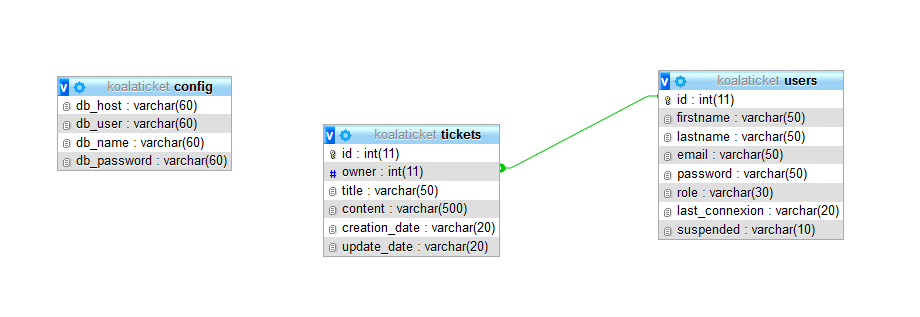 v koalaticket config
db_host : varchar(60)
db_user : varchar(60)
db_name : varchar(60)
db_password : varchar(60)
v koalaticket tickets
id : int(11)
# owner : int(11)
title : varchar(50)
content : varchar(500)
creation_date : varchar(20)
update_date : varchar(20)
v koalaticket users
id : int(11)
firstname : varchar(50)
lastname : varchar(50)
email : varchar(50)
password : varchar(50)
role : varchar(30)
last_connexion : varchar(20)
suspended : varchar(10)